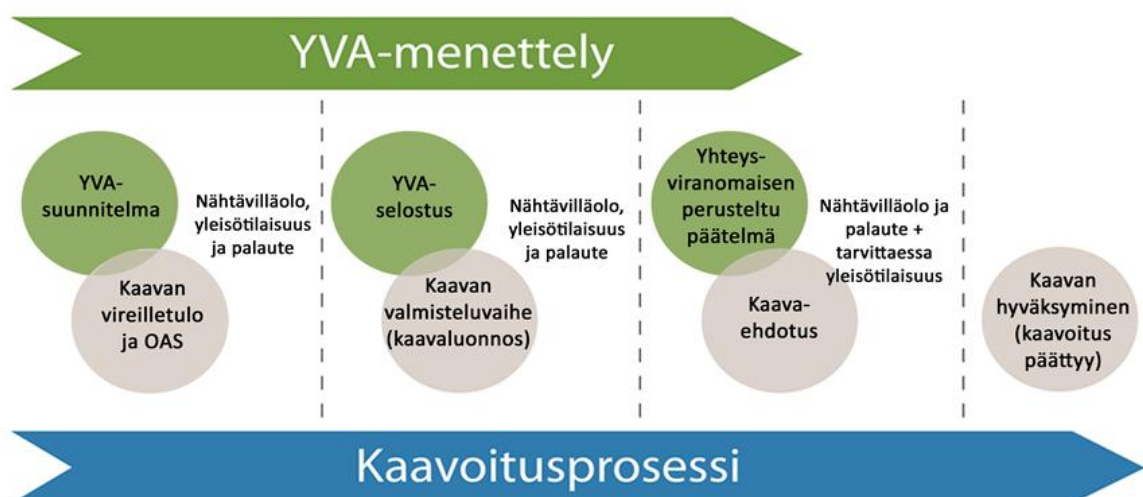 YVA-menettely
YVA-
suunnitelma
Nähtävilläolo,
yleisötilaisuus
ja palaute
Kaavan
vireilletulo
ja OAS
YVA-
selostus
Nähtävilläolo,
yleisötilaisuus
ja palaute
Kaavan
valmisteluvaihe
(kaavaluonnos)
Yhteys-
viranomaisen
perusteltu
päätelmä
Nähtävilläolo ja
palaute +
tarvittaessa
yleisötilaisuus
Kaava-
ehdotus
Kaavan
hyväksyminen
(kaavoitus
päättyy)
Kaavoitusprosessi